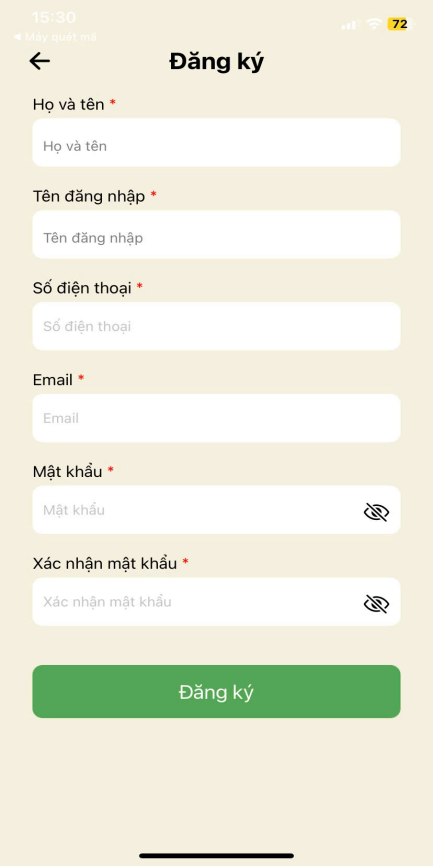 15:30
◀ Máy quét mã
72
Đăng ký
Họ và tên *
Họ và tên
Tên đăng nhập *
Tên đăng nhập
Số điện thoại *
Số điện thoại
Email *
Email
Mật khẩu *
Mật khẩu
Xác nhận mật khẩu *
Xác nhận mật khẩu
Đăng ký